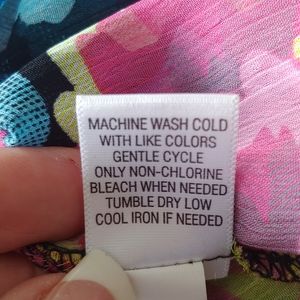 MACHINE WASH COLD
WITH LIKE COLORS
GENTLE CYCLE
ONLY NON-CHLORINE
BLEACH WHEN NEEDED
TUMBLE DRY LOW
COOL IRON IF NEEDED